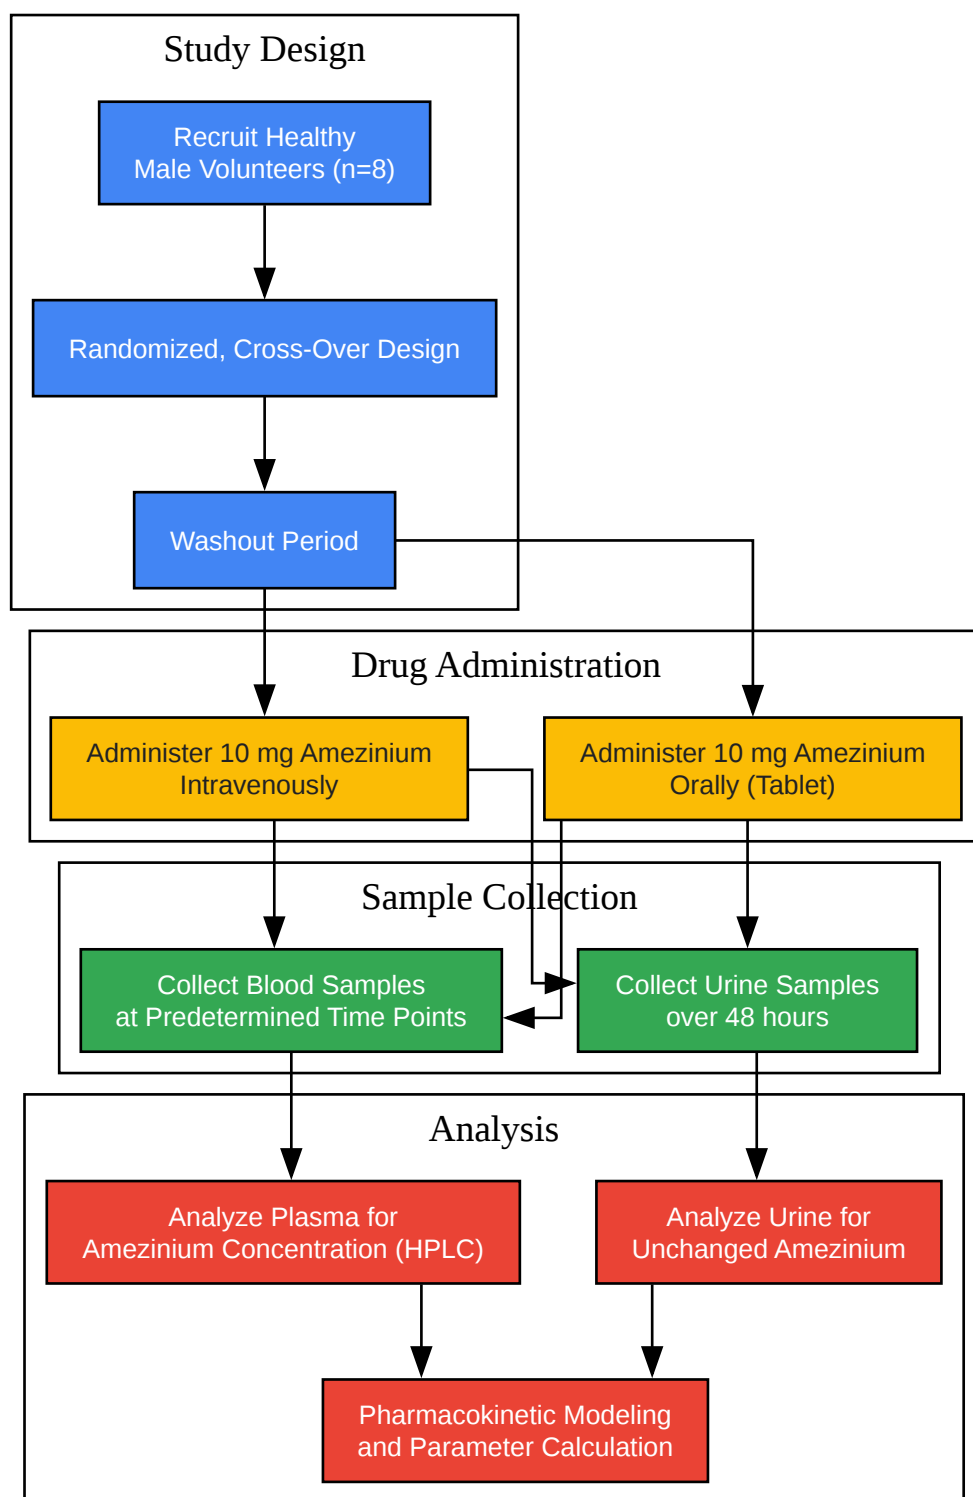 Study Design
Recruit Healthy
Male Volunteers (n=8)
Randomized, Cross-Over Design
Washout Period
Drug Administration
Administer 10 mg Amezinium
Intravenously
Administer 10 mg Amezinium
Orally (Tablet)
Sample Collection
Collect Blood Samples
at Predetermined Time Points
Collect Urine Samples
over 48 hours
Analysis
Analyze Plasma for
Amezinium Concentration (HPLC)
Analyze Urine for
Unchanged Amezinium
Pharmacokinetic Modeling
and Parameter Calculation